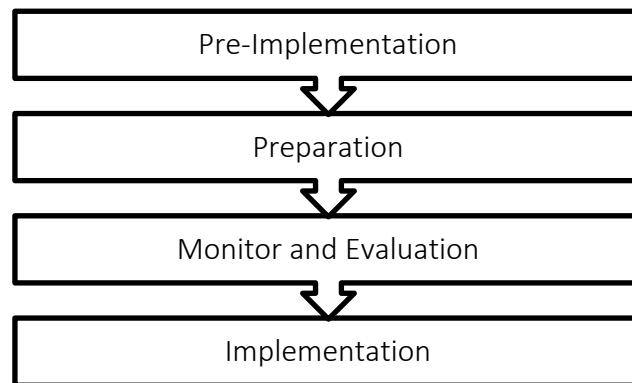 Pre-Implementation
Preparation
Monitor and Evaluation
Implementation